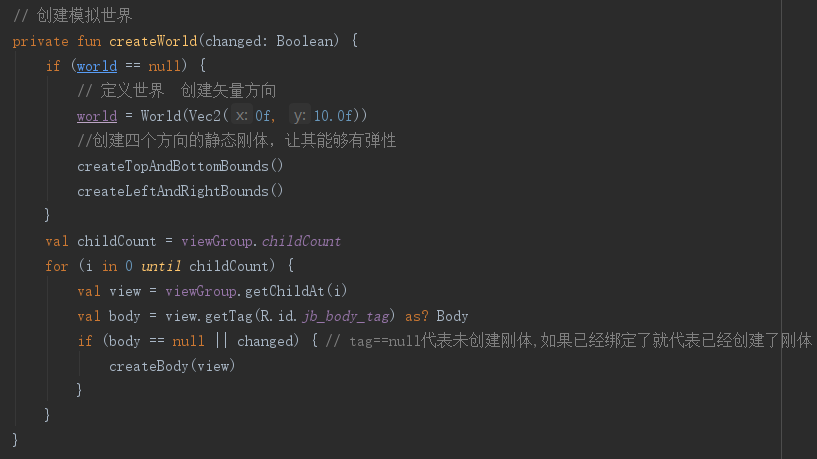 // 创建模拟世界
private fun createWorld(changed: Boolean) {
    if (world == null) {
        // 定义世界  创建矢量方向
        world = World(Vec2( x: 0f,  y: 10.0f))
        //创建四个方向的静态刚体，让其能够有弹性
        createTopAndBottomBounds()
        createLeftAndRightBounds()
    }
    val childCount = viewGroup.childCount
    for (i in 0 until childCount) {
        val view = viewGroup.getChildAt(i)
        val body = view.getTag(R.id.jb_body_tag) as? Body
        if (body == null || changed) { // tag==null代表未创建刚体,如果已经绑定了就代表已经创建了刚体
            createBody(view)
        }
    }
}